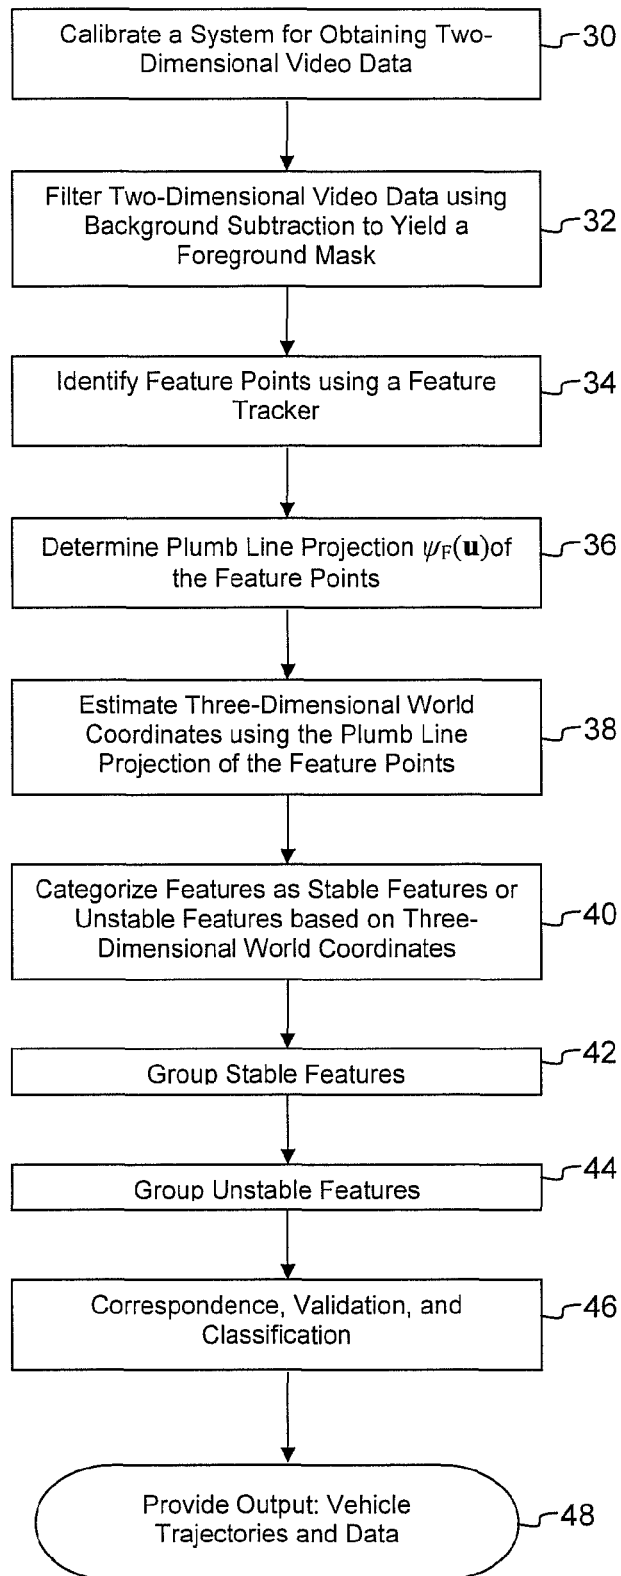 Calibrate a System for Obtaining Two-
Dimensional Video Data
30
Filter Two-Dimensional Video Data using
Background Subtraction to Yield a
Foreground Mask
32
Identify Feature Points using a Feature
Tracker
34
Determine Plumb Line Projection ψF(u)of
the Feature Points
36
Estimate Three-Dimensional World
Coordinates using the Plumb Line
Projection of the Feature Points
38
Categorize Features as Stable Features or
Unstable Features based on Three-
Dimensional World Coordinates
40
Group Stable Features
42
Group Unstable Features
44
Correspondence, Validation, and
Classification
46
Provide Output: Vehicle
Trajectories and Data
48